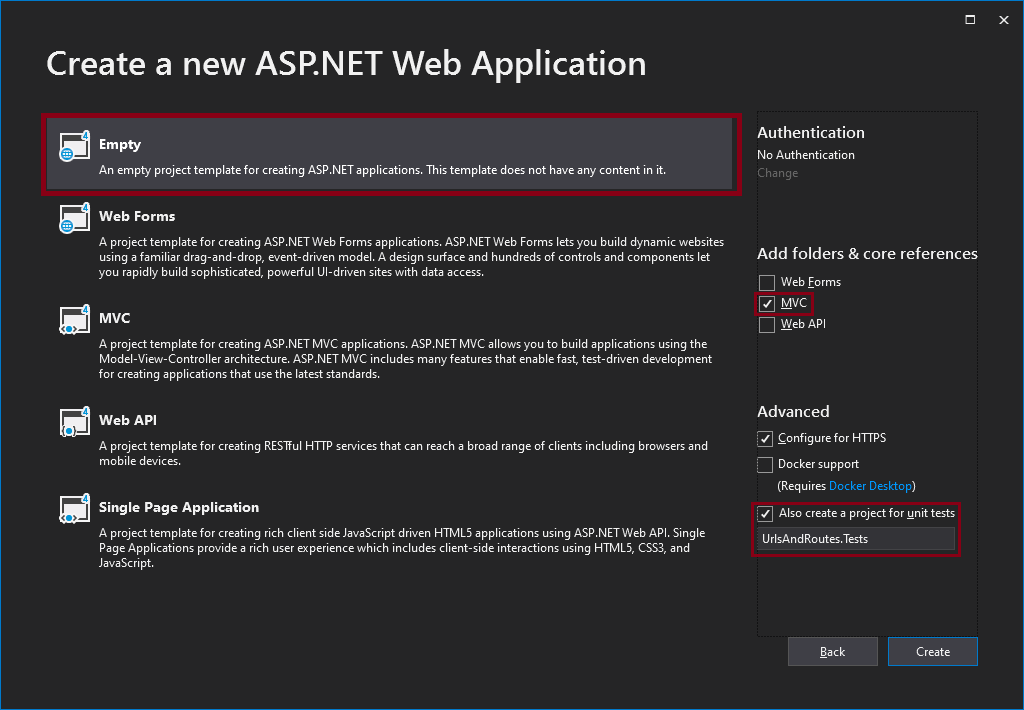 Create a new ASP.NET Web Application
Empty
An empty project template for creating ASP.NET applications. This template does not have any content in it.
Web Forms
A project template for creating ASP.NET Web Forms applications. ASP.NET Web Forms lets you build dynamic websites
using a familiar drag-and-drop, event-driven model. A design surface and hundreds of controls and components let
you rapidly build sophisticated, powerful UI-driven sites with data access.
MVC
A project template for creating ASP.NET MVC applications. ASP.NET MVC allows you to build applications using the
Model-View-Controller architecture. ASP.NET MVC includes many features that enable fast, test-driven development
for creating applications that use the latest standards.
Web API
A project template for creating RESTful HTTP services that can reach a broad range of clients including browsers and
mobile devices.
Single Page Application
A project template for creating rich client side JavaScript driven HTML5 applications using ASP.NET Web API. Single
Page Applications provide a rich user experience which includes client-side interactions using HTML5, CSS3, and
JavaScript.
Authentication
No Authentication
Change
Add folders & core references
Web Forms
MVC
Web API
Advanced
Configure for HTTPS
Docker support
(Requires Docker Desktop)
Also create a project for unit tests
UrlsAndRoutes.Tests
Back
Create